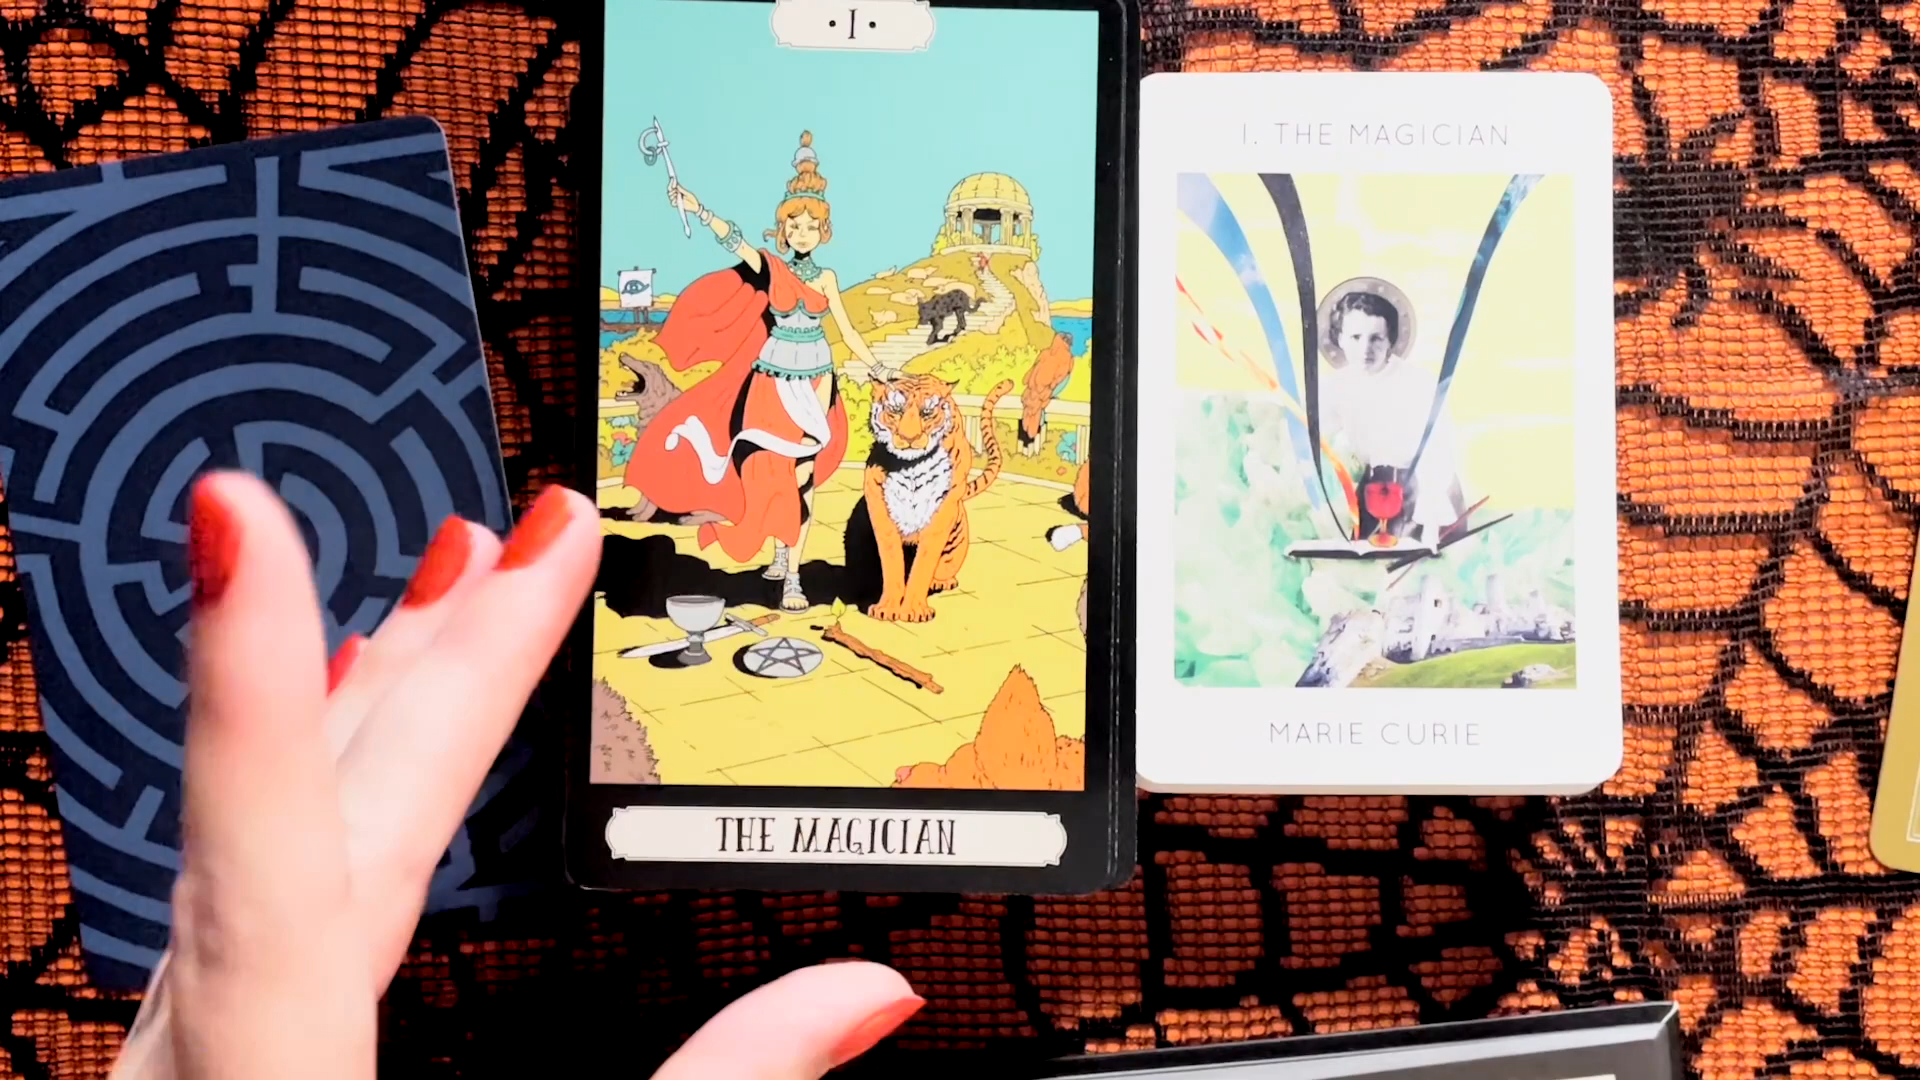 • I •
THE MAGICIAN
I. THE MAGICIAN
MARIE CURIE